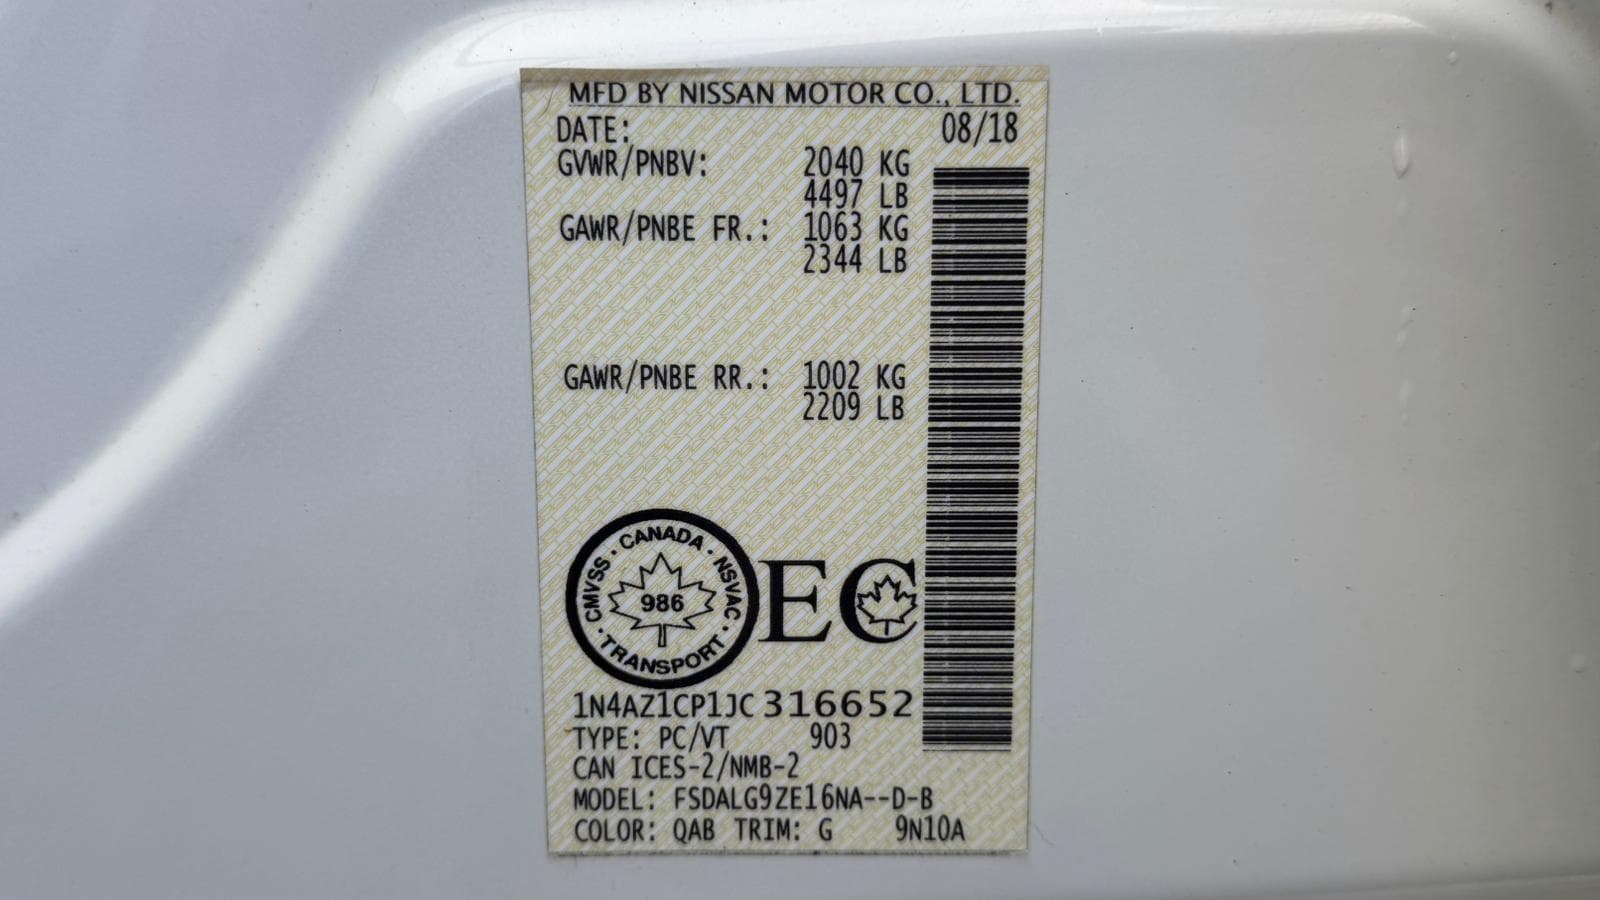 MFD BY NISSAN MOTOR CO., LTD.
DATE: 08/18
GVWR/PNBV: 2040 KG
4497 LB
GAWR/PNBE FR.: 1063 KG
2344 LB
GAWR/PNBE RR.: 1002 KG
2209 LB
CMVSS · CANADA · NSVAC · TRANSPORT ·
986
EC
1N4AZ1CP1JC316652
TYPE: PC/VT 903
CAN ICES-2/NMB-2
MODEL: FSDALG9ZE16NA--D-B
COLOR: QAB TRIM: G 9N10A